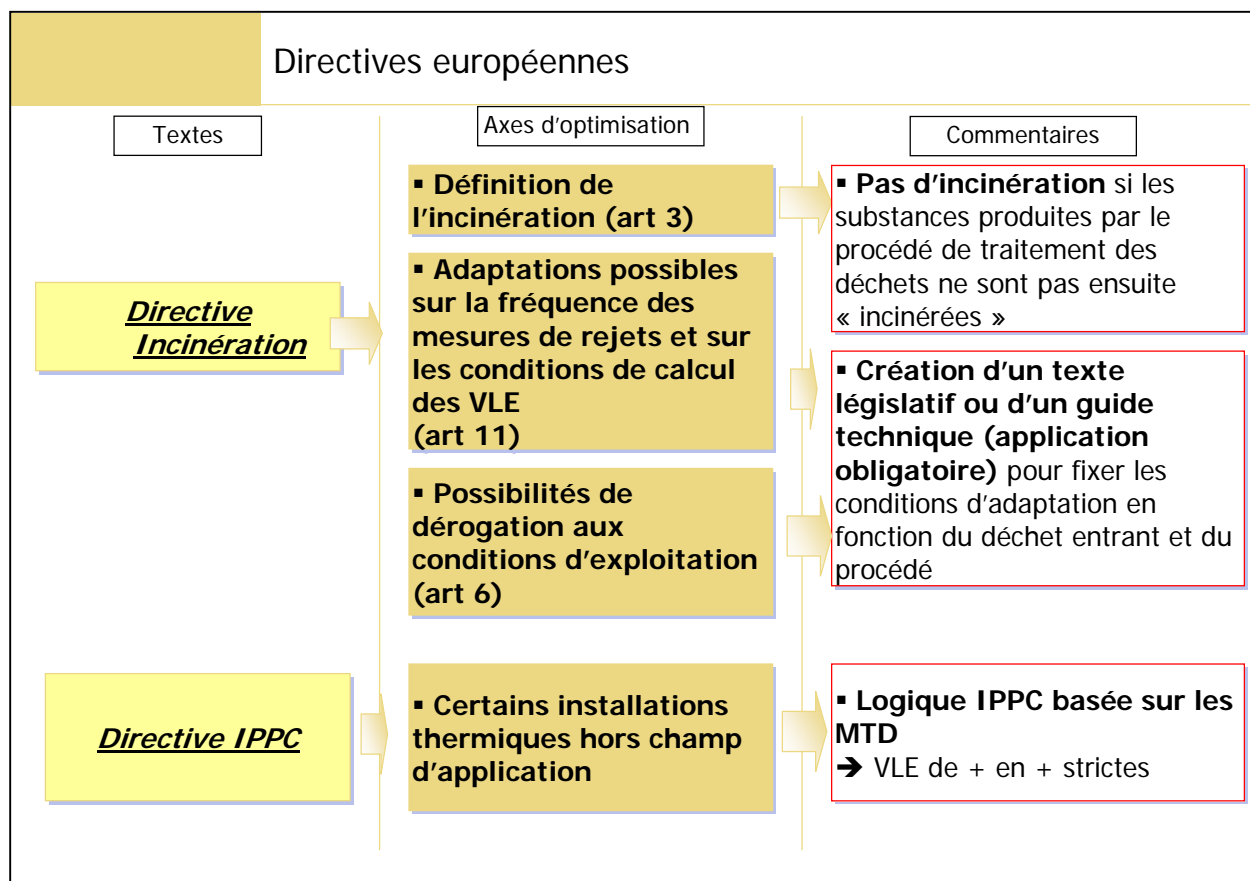 Directives européennes
Textes
Axes d'optimisation
Commentaires
Directive
Incinération
▪ Définition de
l'incinération (art 3)
▪ Adaptations possibles
sur la fréquence des
mesures de rejets et sur
les conditions de calcul
des VLE
(art 11)
▪ Possibilités de
dérogation aux
conditions d'exploitation
(art 6)
▪ Pas d'incinération si les
substances produites par le
procédé de traitement des
déchets ne sont pas ensuite
« incinérées »
▪ Création d'un texte
législatif ou d'un guide
technique (application
obligatoire) pour fixer les
conditions d'adaptation en
fonction du déchet entrant et du
procédé
Directive IPPC
▪ Certains installations
thermiques hors champ
d'application
▪ Logique IPPC basée sur les
MTD
➔ VLE de + en + strictes